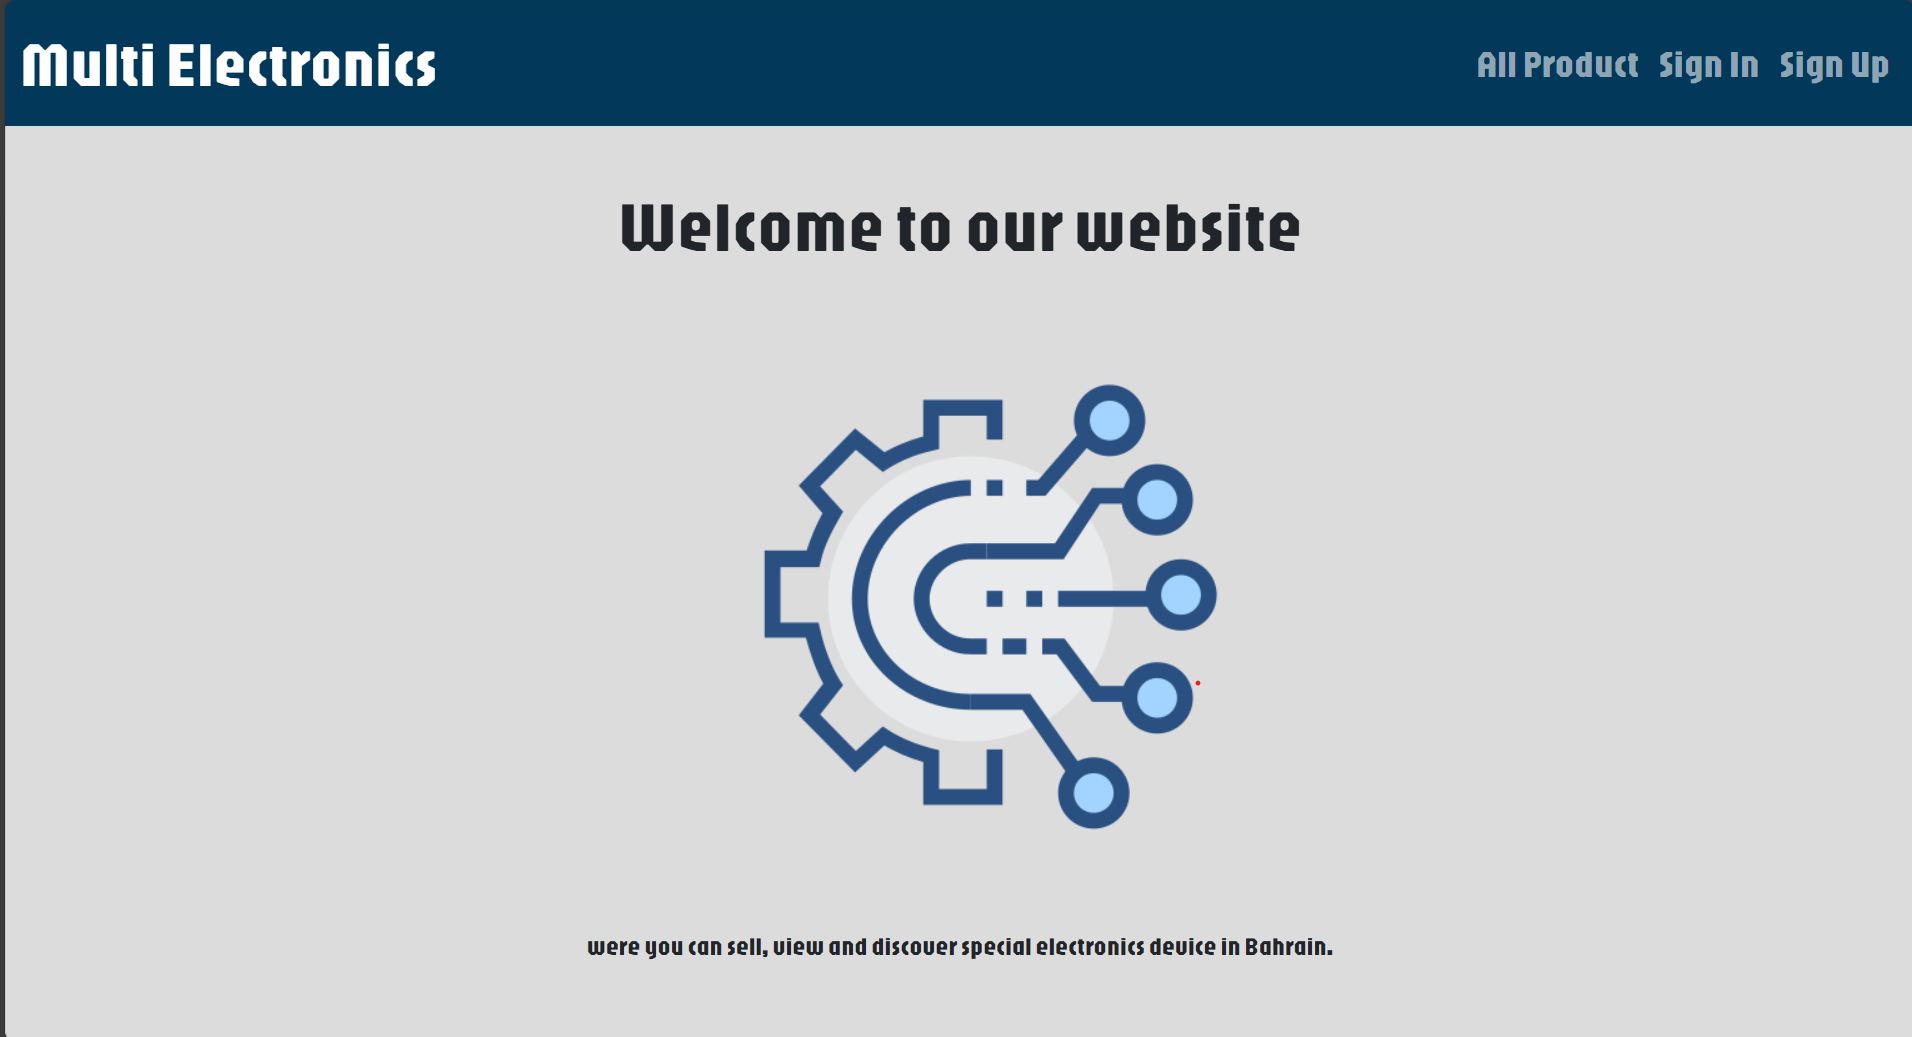 Multi Electronics
All Product Sign In Sign Up
Welcome to our website
were you can sell, view and discover special electronics device in Bahrain.